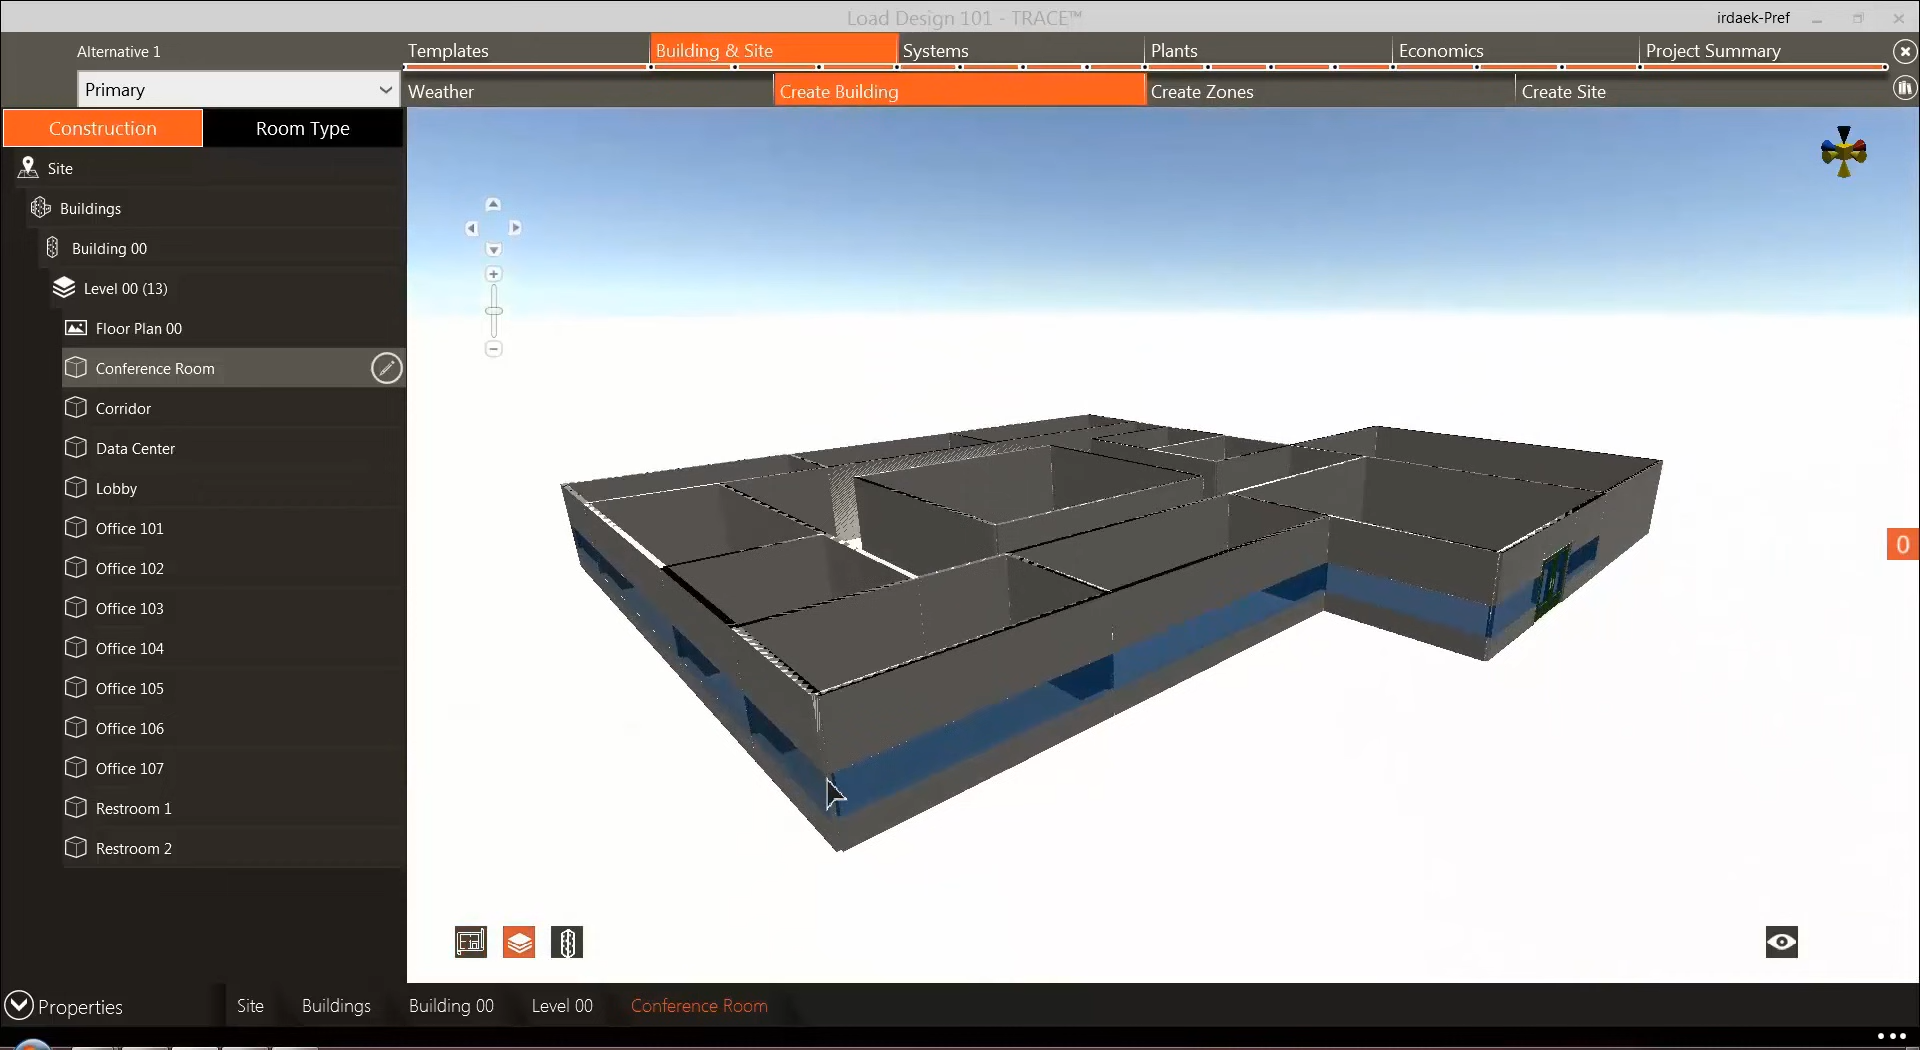 Load Design 101 - TRACE™
irdaek-Pref
Alternative 1
Primary
Templates
Building & Site
Systems
Plants
Economics
Project Summary
Weather
Create Building
Create Zones
Create Site
Construction
Room Type
Site
Buildings
Building 00
Level 00 (13)
Floor Plan 00
Conference Room
Corridor
Data Center
Lobby
Office 101
Office 102
Office 103
Office 104
Office 105
Office 106
Office 107
Restroom 1
Restroom 2
0
Properties
Site
Buildings
Building 00
Level 00
Conference Room